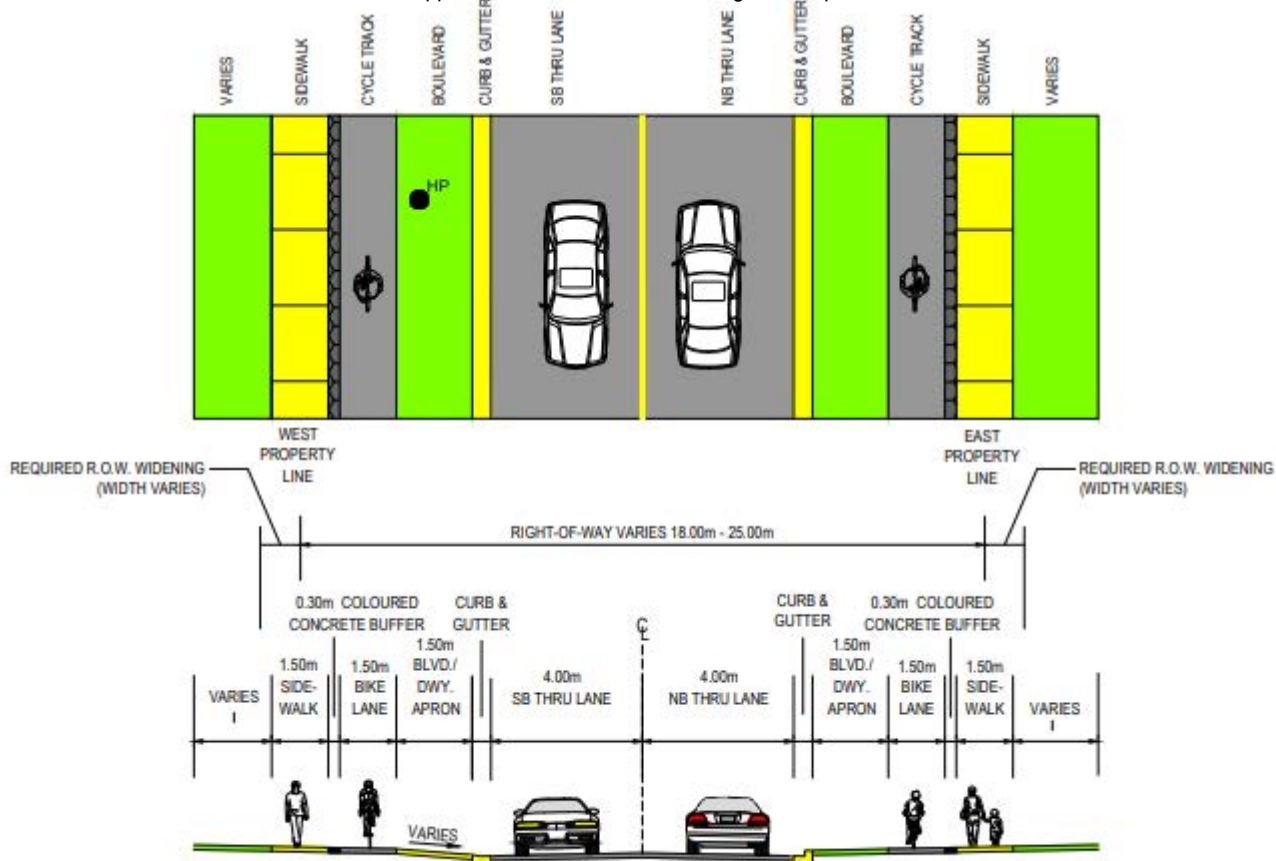 VARIES
SIDEWALK
CYCLE TRACK
BOULEVARD
CURB & GUTTER
SB THRU LANE
NB THRU LANE
CURB & GUTTER
BOULEVARD
CYCLE TRACK
SIDEWALK
VARIES
HP
WEST
PROPERTY
LINE
EAST
PROPERTY
LINE
REQUIRED R.O.W. WIDENING
(WIDTH VARIES)
REQUIRED R.O.W. WIDENING
(WIDTH VARIES)
RIGHT-OF-WAY VARIES 18.00m - 25.00m
0.30m COLOURED
CONCRETE BUFFER
CURB &
GUTTER
CL
CURB &
GUTTER
0.30m COLOURED
CONCRETE BUFFER
VARIES
1.50m
SIDE-
WALK
1.50m
BIKE
LANE
1.50m
BLVD./
DWY.
APRON
4.00m
SB THRU LANE
4.00m
NB THRU LANE
1.50m
BLVD./
DWY.
APRON
1.50m
BIKE
LANE
1.50m
SIDE-
WALK
VARIES
VARIES